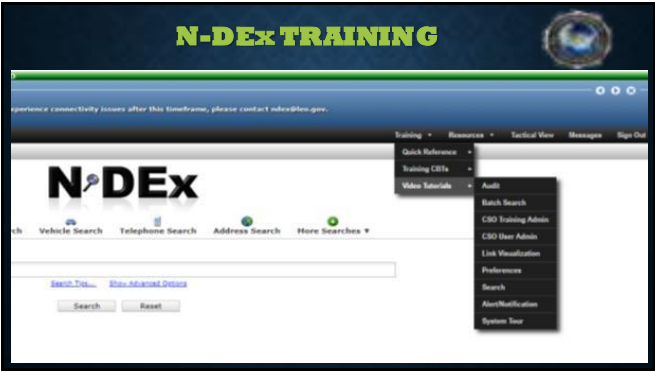 N-DEx TRAINING
experience connectivity issues after this timeframe, please contact ndex@leo.gov.
Training Resources Tactical View Messages Sign Out
Quick Reference
Training CBTs
Video Tutorials Audit
Batch Search
CSO Training Admin
CSO User Admin
Link Visualization
Preferences
Search
Alert/Notification
System Tour
N-DEx
ch Vehicle Search Telephone Search Address Search More Searches ▼
Search Tips... Show Advanced Options
Search Reset